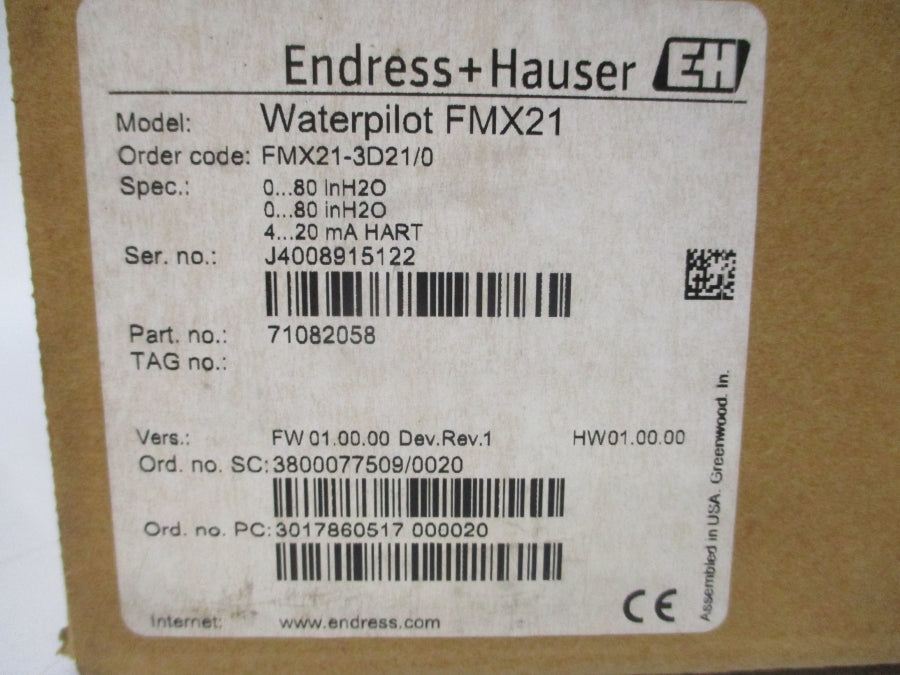 Endress+Hauser EH
Model: Waterpilot FMX21
Order code: FMX21-3D21/0
Spec.: 0...80 inH2O
0...80 inH2O
4...20 mA HART
Ser. no.: J4008915122
Part. no.: 71082058
TAG no.:
Vers.: FW 01.00.00 Dev.Rev.1 HW01.00.00
Ord. no. SC: 3800077509/0020
Ord. no. PC: 3017860517 000020
Internet: www.endress.com
CE
Assembled in USA. Greenwood. In.